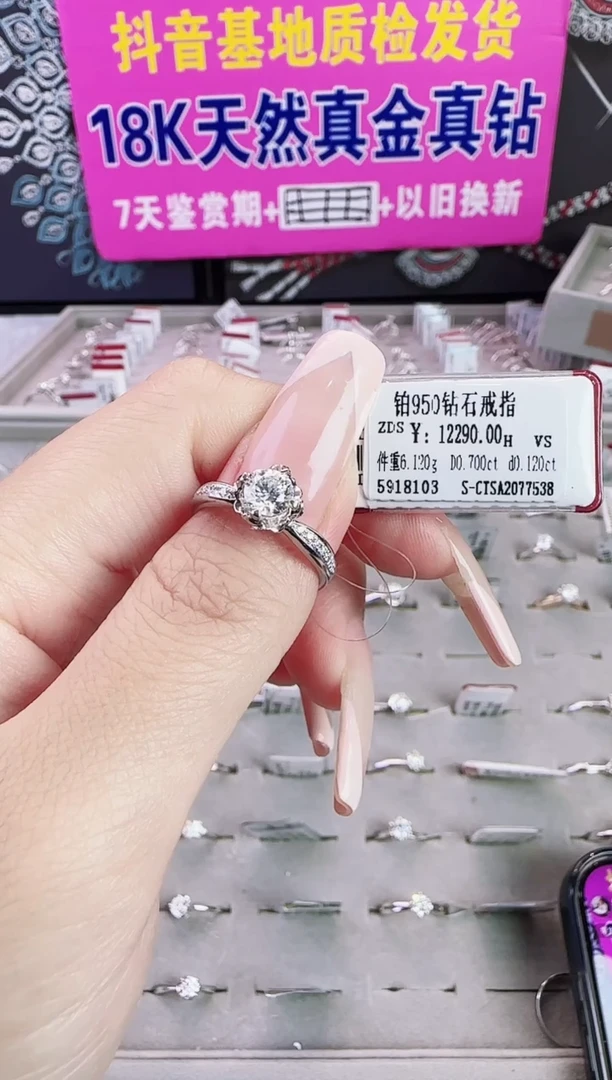 抖音基地质检发货
18K天然真金真钻
7天鉴赏期+
+以旧换新
铂950钻石戒指
ZDS ¥: 12290.00 H VS
件重6.120g D0.700ct d0.120ct
5918103 S-CTSA2077538